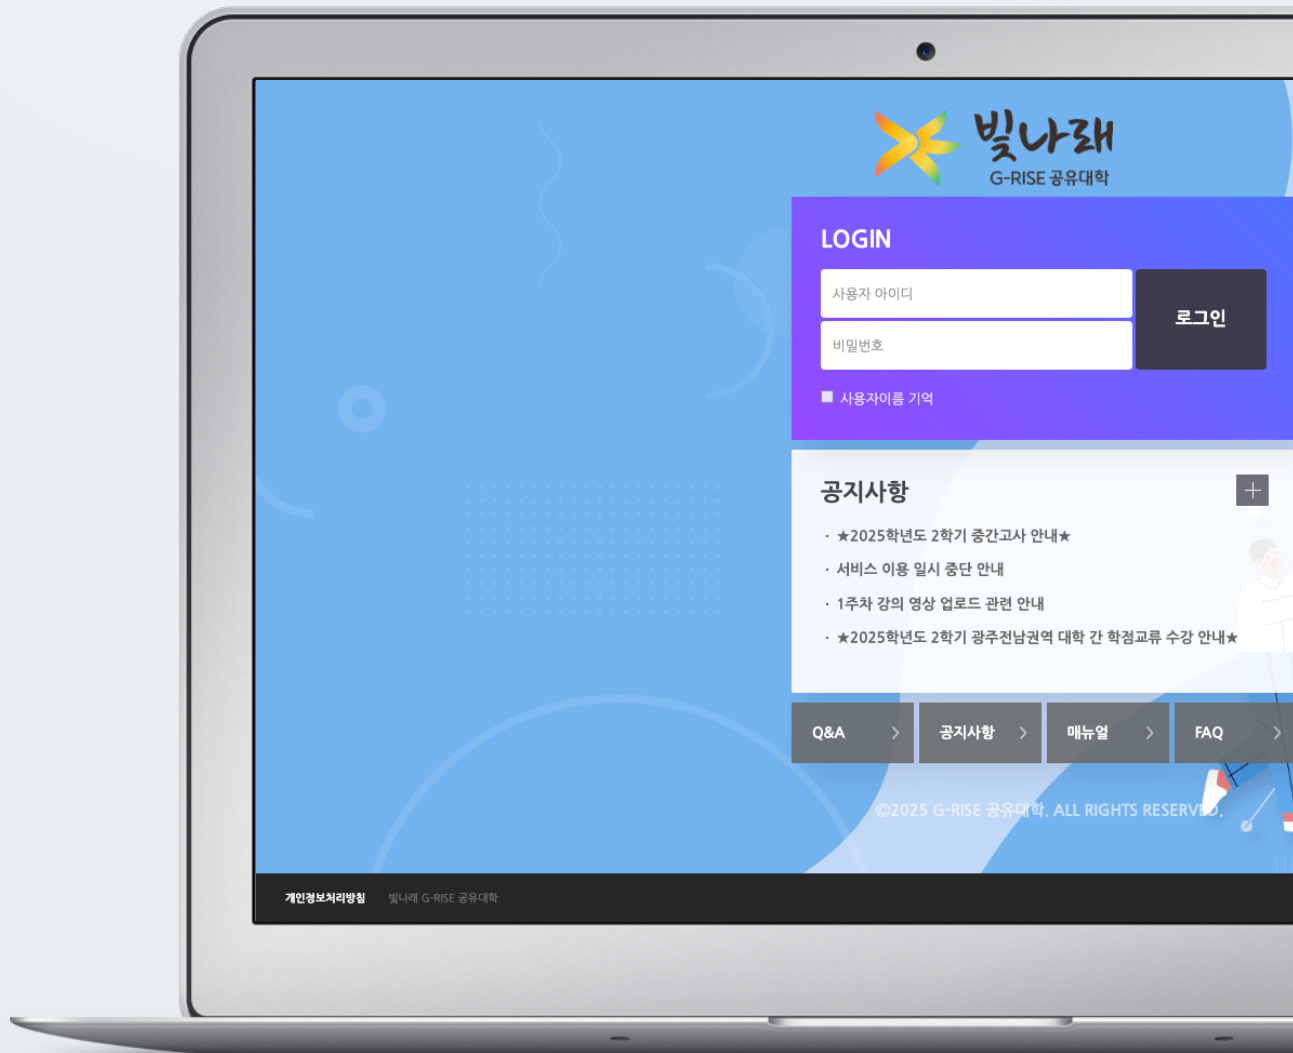 빛나래
G-RISE 공유대학
LOGIN
사용자 아이디
비밀번호
로그인
사용자이름 기억
공지사항
· ★2025학년도 2학기 중간고사 안내★
· 서비스 이용 일시 중단 안내
· 1주차 강의 영상 업로드 관련 안내
· ★2025학년도 2학기 광주전남권역 대학 간 학점교류 수강 안내★
Q&A
공지사항
매뉴얼
FAQ
©2025 G-RISE 공유대학. ALL RIGHTS RESERVED.
개인정보처리방침 빛나래 G-RISE 공유대학